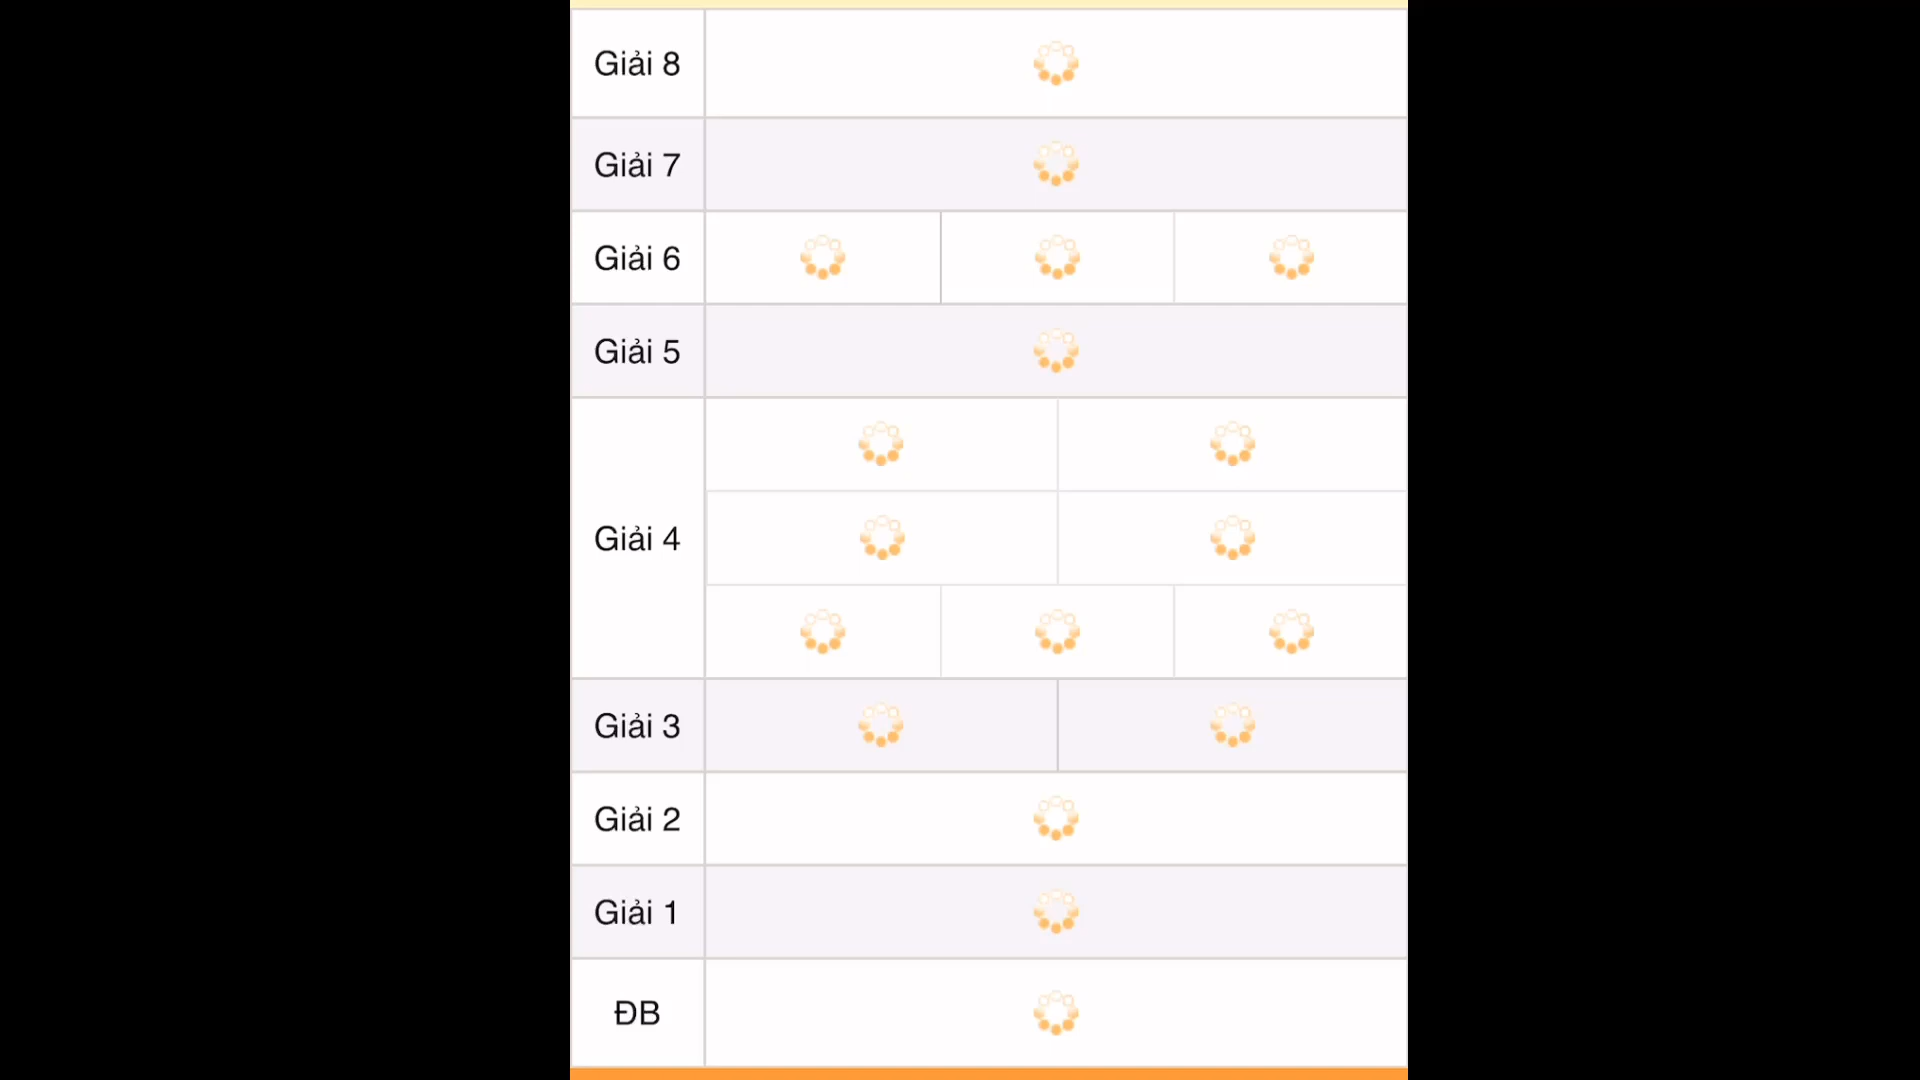 Giải 8
Giải 7
Giải 6
Giải 5
Giải 4
Giải 3
Giải 2
Giải 1
ĐB